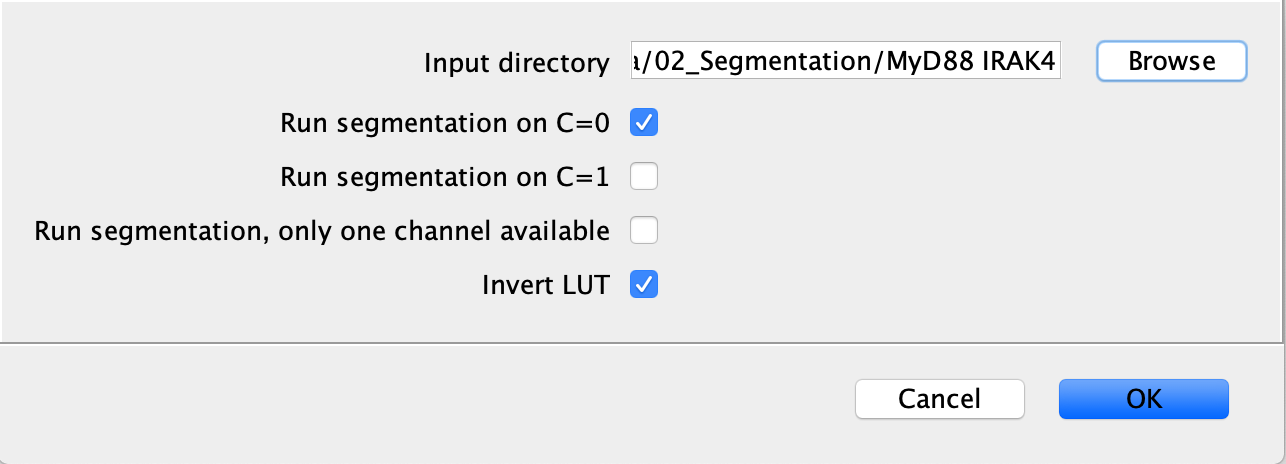 Input directory /02_Segmentation/MyD88 IRAK4 Browse
Run segmentation on C=0
Run segmentation on C=1
Run segmentation, only one channel available
Invert LUT
Cancel OK